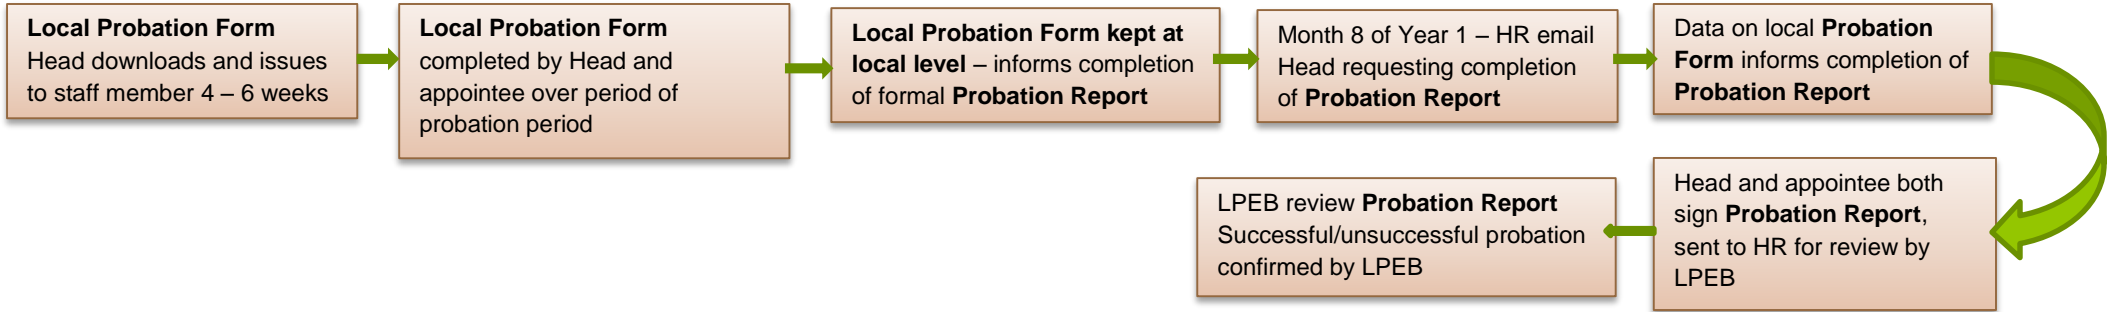 Local Probation Form
Head downloads and issues
to staff member 4 – 6 weeks
Local Probation Form
completed by Head and
appointee over period of
probation period
Local Probation Form kept at
local level – informs completion
of formal Probation Report
Month 8 of Year 1 – HR email
Head requesting completion
of Probation Report
Data on local Probation
Form informs completion of
Probation Report
Head and appointee both
sign Probation Report,
sent to HR for review by
LPEB
LPEB review Probation Report
Successful/unsuccessful probation
confirmed by LPEB